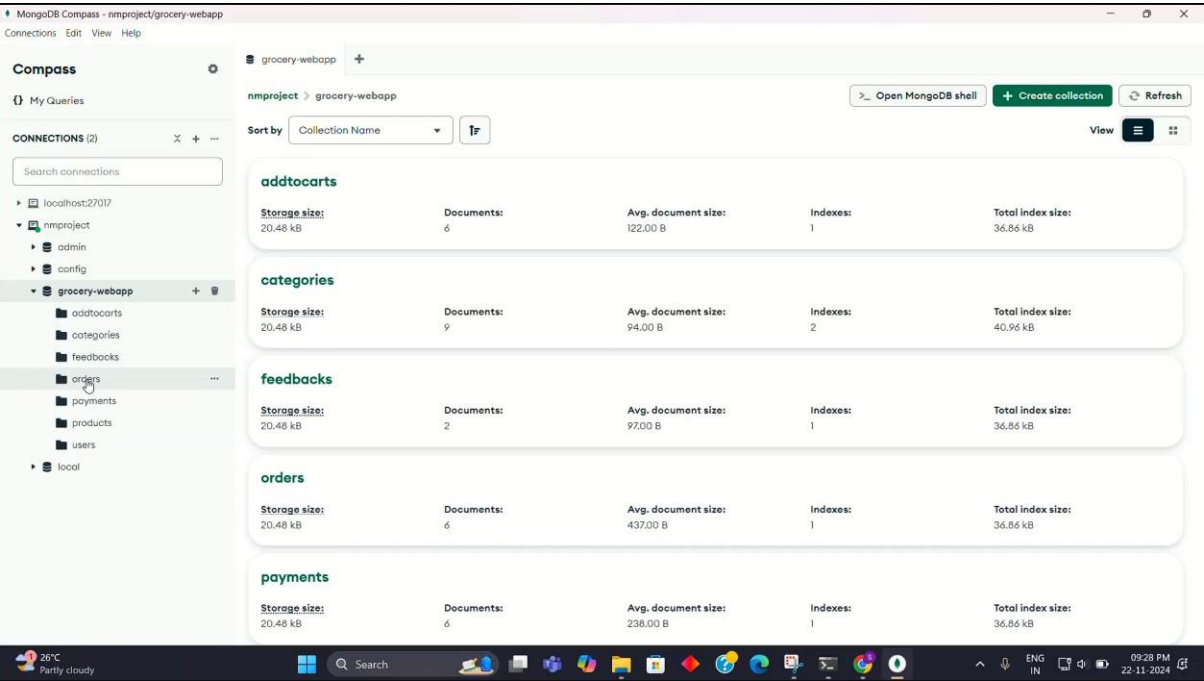 MongoDB Compass - nmproject/grocery-webapp
Connections Edit View Help
Compass
{} My Queries
CONNECTIONS (2)
Search connections
localhost:27017
nmproject
admin
config
grocery-webapp
addtocarts
categories
feedbacks
orders
payments
products
users
local
grocery-webapp
nmproject > grocery-webapp
>_ Open MongoDB shell
+ Create collection
Refresh
Sort by Collection Name
View
addtocarts
Storage size: Documents: Avg. document size: Indexes: Total index size:
20.48 kB 6 122.00 B 1 36.86 kB
categories
Storage size: Documents: Avg. document size: Indexes: Total index size:
20.48 kB 9 94.00 B 2 40.96 kB
feedbacks
Storage size: Documents: Avg. document size: Indexes: Total index size:
20.48 kB 2 97.00 B 1 36.86 kB
orders
Storage size: Documents: Avg. document size: Indexes: Total index size:
20.48 kB 6 437.00 B 1 36.86 kB
payments
Storage size: Documents: Avg. document size: Indexes: Total index size:
20.48 kB 6 238.00 B 1 36.86 kB
1
26°C
Partly cloudy
Search
ENG
IN
09:28 PM
22-11-2024